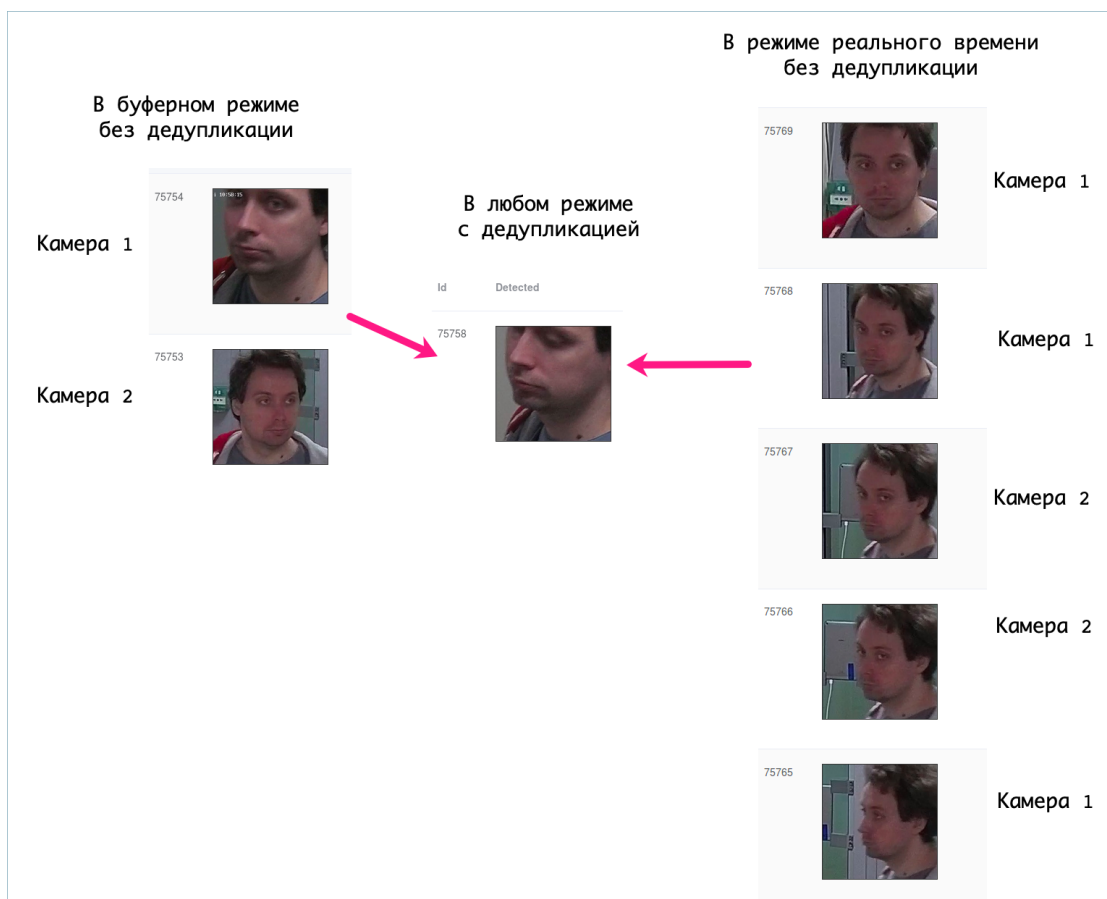 В буферном режиме
без дедупликации
75754
Камера 1
75753
Камера 2
В любом режиме
с дедупликацией
Id Detected
75758
В режиме реального времени
без дедупликации
75769
Камера 1
75768
Камера 1
75767
Камера 2
75766
Камера 2
75765
Камера 1